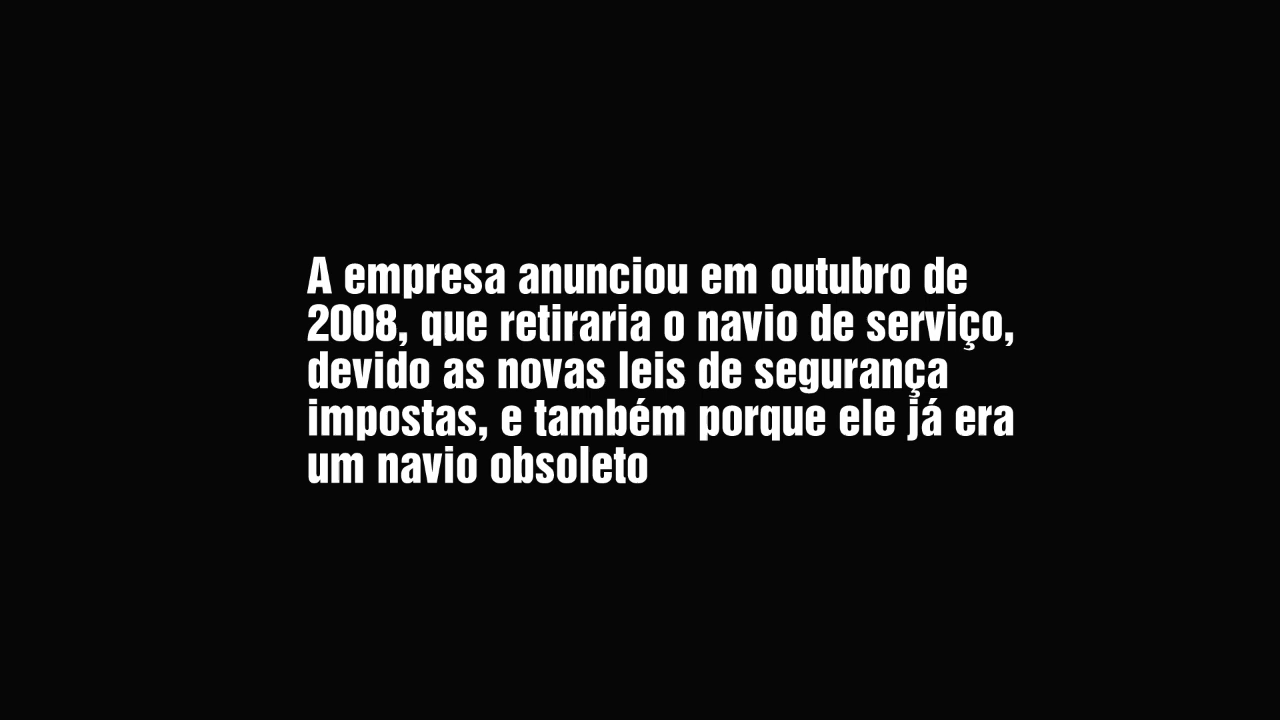 A empresa anunciou em outubro de
2008, que retiraria o navio de serviço,
devido as novas leis de segurança
impostas, e também porque ele já era
um navio obsoleto